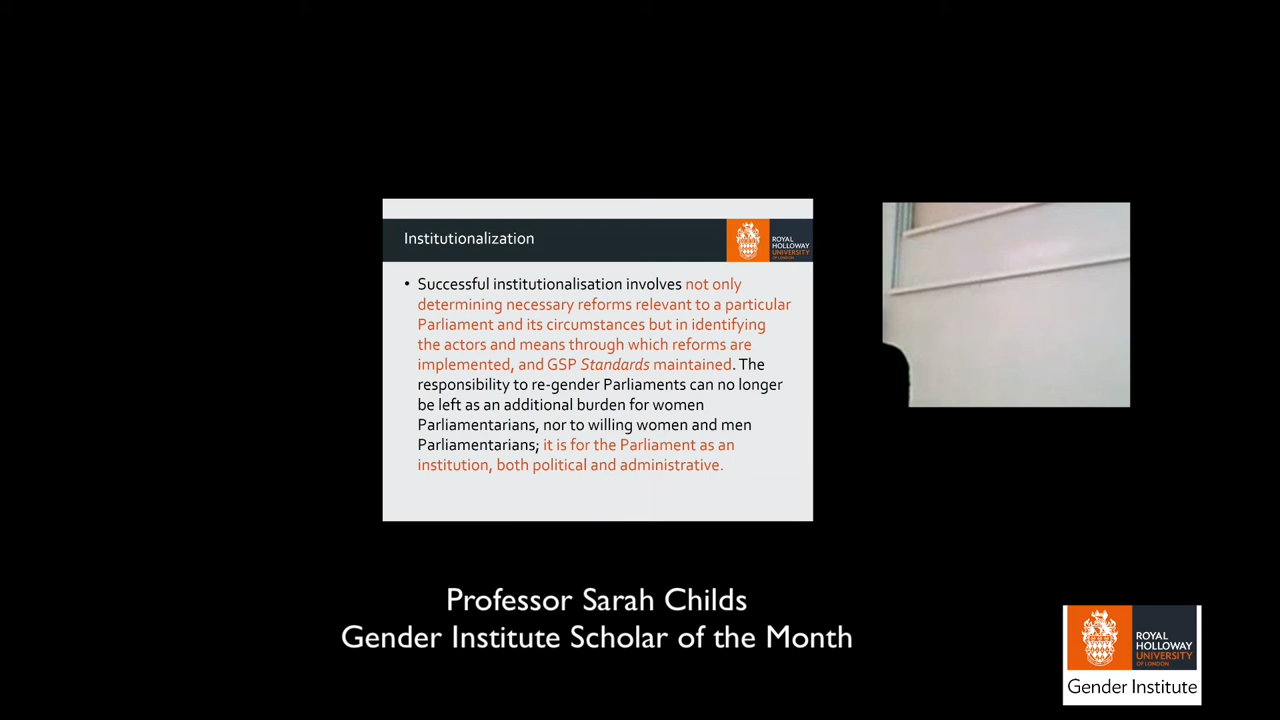 Institutionalization
ROYAL
HOLLOWAY
UNIVERSITY
OF LONDON
• Successful institutionalisation involves not only
determining necessary reforms relevant to a particular
Parliament and its circumstances but in identifying
the actors and means through which reforms are
implemented, and GSP Standards maintained. The
responsibility to re-gender Parliaments can no longer
be left as an additional burden for women
Parliamentarians, nor to willing women and men
Parliamentarians; it is for the Parliament as an
institution, both political and administrative.
Professor Sarah Childs
Gender Institute Scholar of the Month
ROYAL
HOLLOWAY
UNIVERSITY
OF LONDON
Gender Institute